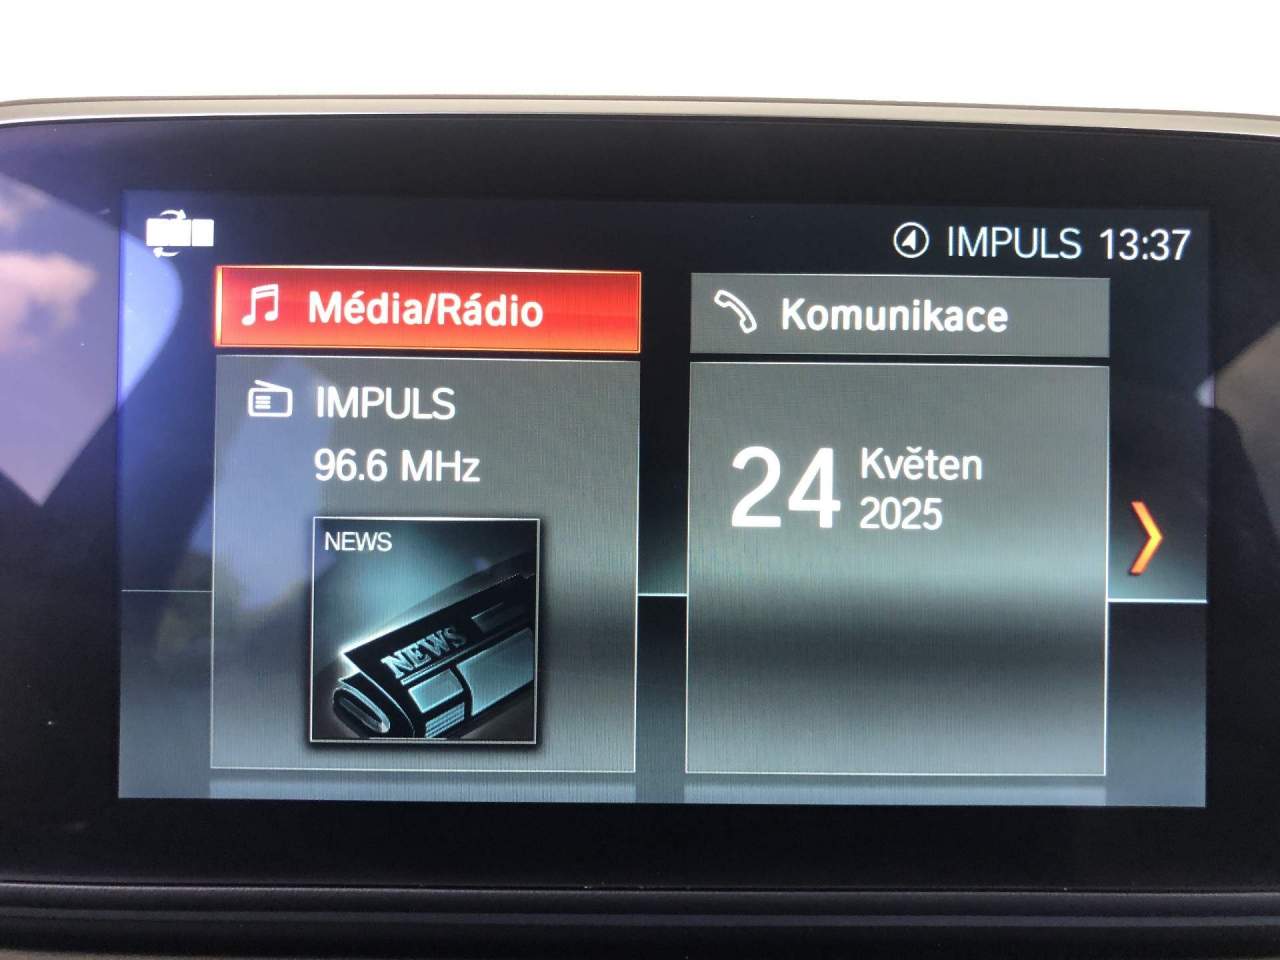 IMPULS 13:37
Média/Rádio
IMPULS
96.6 MHz
NEWS
NEWS
Komunikace
24 Květen
2025